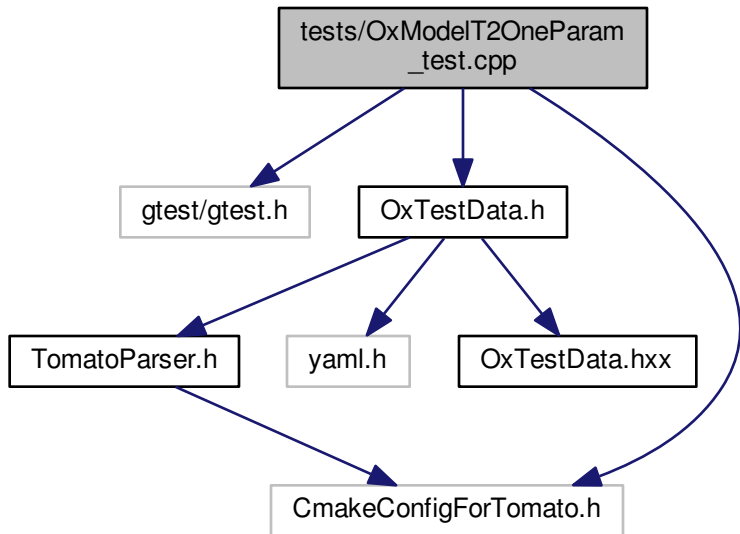 tests/OxModelT2OneParam
_test.cpp
gtest/gtest.h
OxTestData.h
TomatoParser.h
yaml.h
OxTestData.hxx
CmakeConfigForTomato.h